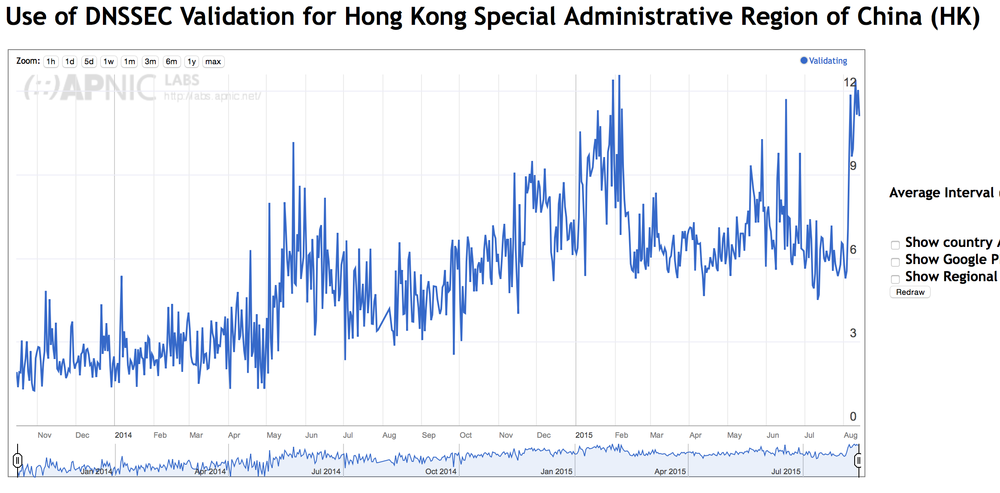 Use of DNSSEC Validation for Hong Kong Special Administrative Region of China (HK)
Zoom: 1h 1d 5d 1w 1m 3m 6m 1y max
Validating
(::)APNIC LABS
http://labs.apnic.net/
12
9
6
3
0
Nov Dec 2014 Feb Mar Apr May Jun Jul Aug Sep Oct Nov Dec 2015 Feb Mar Apr May Jun Jul Aug
Jan 2014 Apr 2014 Jul 2014 Oct 2014 Jan 2015 Apr 2015 Jul 2015
Average Interval (
Show country A
Show Google P
Show Regional
Redraw